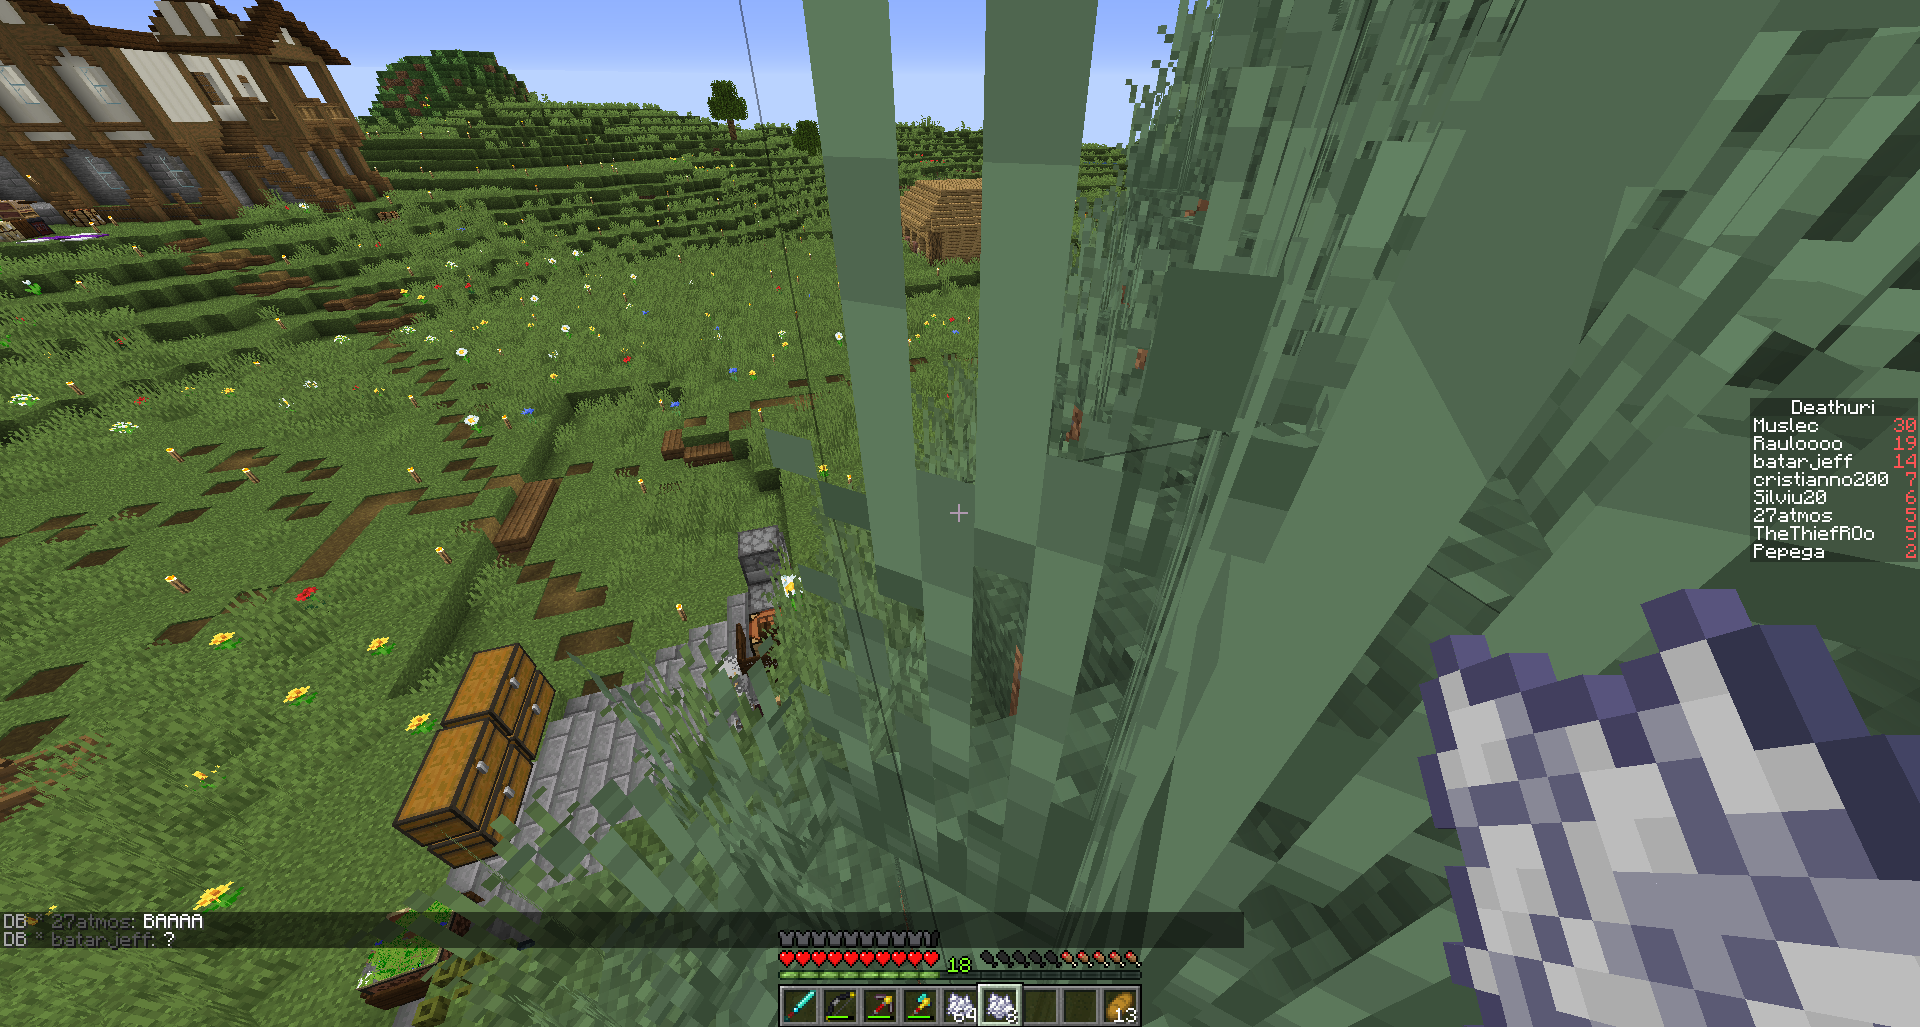 Deathuri
Muslec 30
Rauloooo 19
batarjeff 14
cristianno200 7
Silviu20 6
27atmos 5
TheThiefR0o 5
Pepega 2
DB * 27atmos: BAAAA
DB * batarjeff: ?
18
64
8
13